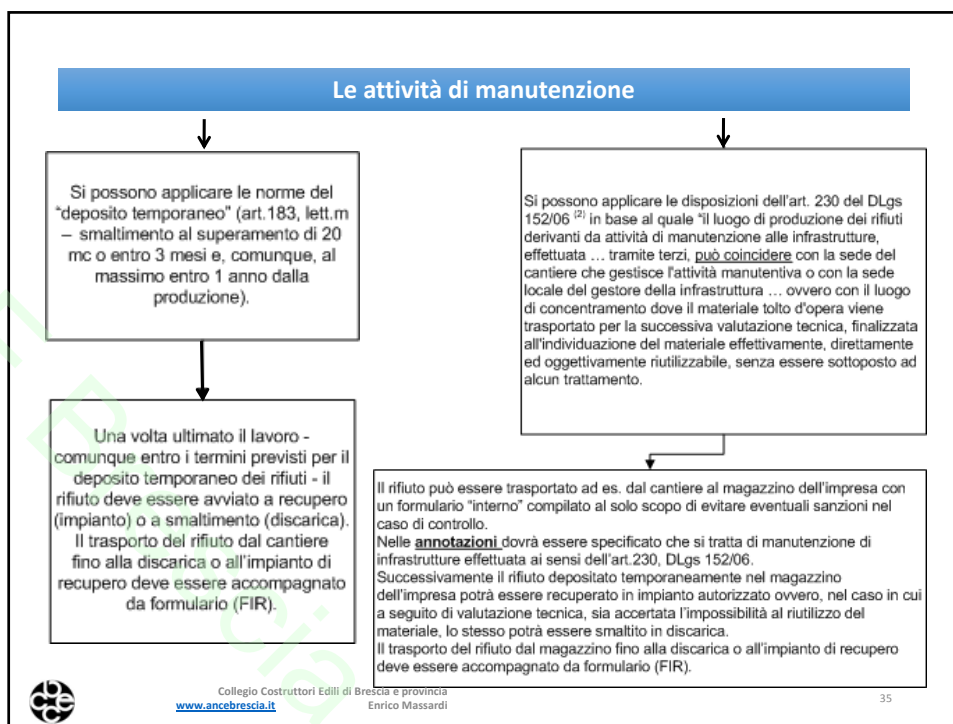 Le attività di manutenzione
Si possono applicare le norme del
“deposito temporaneo” (art.183, lett.m
– smaltimento al superamento di 20
mc o entro 3 mesi e, comunque, al
massimo entro 1 anno dalla
produzione).
Una volta ultimato il lavoro -
comunque entro i termini previsti per il
deposito temporaneo dei rifiuti - il
rifiuto deve essere avviato a recupero
(impianto) o a smaltimento (discarica).
Il trasporto del rifiuto dal cantiere
fino alla discarica o all’impianto di
recupero deve essere accompagnato
da formulario (FIR).
Si possono applicare le disposizioni dell’art. 230 del DLgs
152/06 (2) in base al quale “il luogo di produzione dei rifiuti
derivanti da attività di manutenzione alle infrastrutture,
effettuata … tramite terzi, può coincidere con la sede del
cantiere che gestisce l'attività manutentiva o con la sede
locale del gestore della infrastruttura … ovvero con il luogo
di concentramento dove il materiale tolto d'opera viene
trasportato per la successiva valutazione tecnica, finalizzata
all'individuazione del materiale effettivamente, direttamente
ed oggettivamente riutilizzabile, senza essere sottoposto ad
alcun trattamento.
Il rifiuto può essere trasportato ad es. dal cantiere al magazzino dell’impresa con
un formulario “interno” compilato al solo scopo di evitare eventuali sanzioni nel
caso di controllo.
Nelle annotazioni dovrà essere specificato che si tratta di manutenzione di
infrastrutture effettuata ai sensi dell’art.230, DLgs 152/06.
Successivamente il rifiuto depositato temporaneamente nel magazzino
dell’impresa potrà essere recuperato in impianto autorizzato ovvero, nel caso in cui
a seguito di valutazione tecnica, sia accertata l’impossibilità al riutilizzo del
materiale, lo stesso potrà essere smaltito in discarica.
Il trasporto del rifiuto dal magazzino fino alla discarica o all’impianto di recupero
deve essere accompagnato da formulario (FIR).
Collegio Costruttori Edili di Brescia e provincia
www.ancebrescia.it Enrico Massardi
35